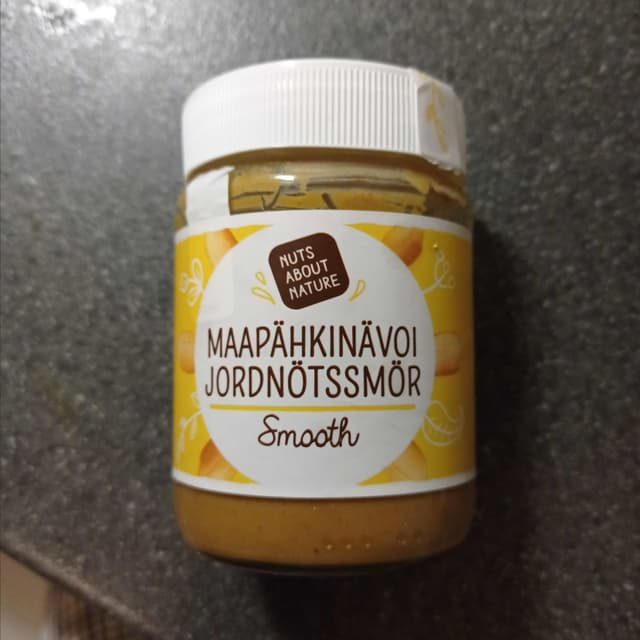 NUTS
ABOUT
NATURE
MAAPÄHKINÄVOI
JORDNÖTSSMÖR
Smooth